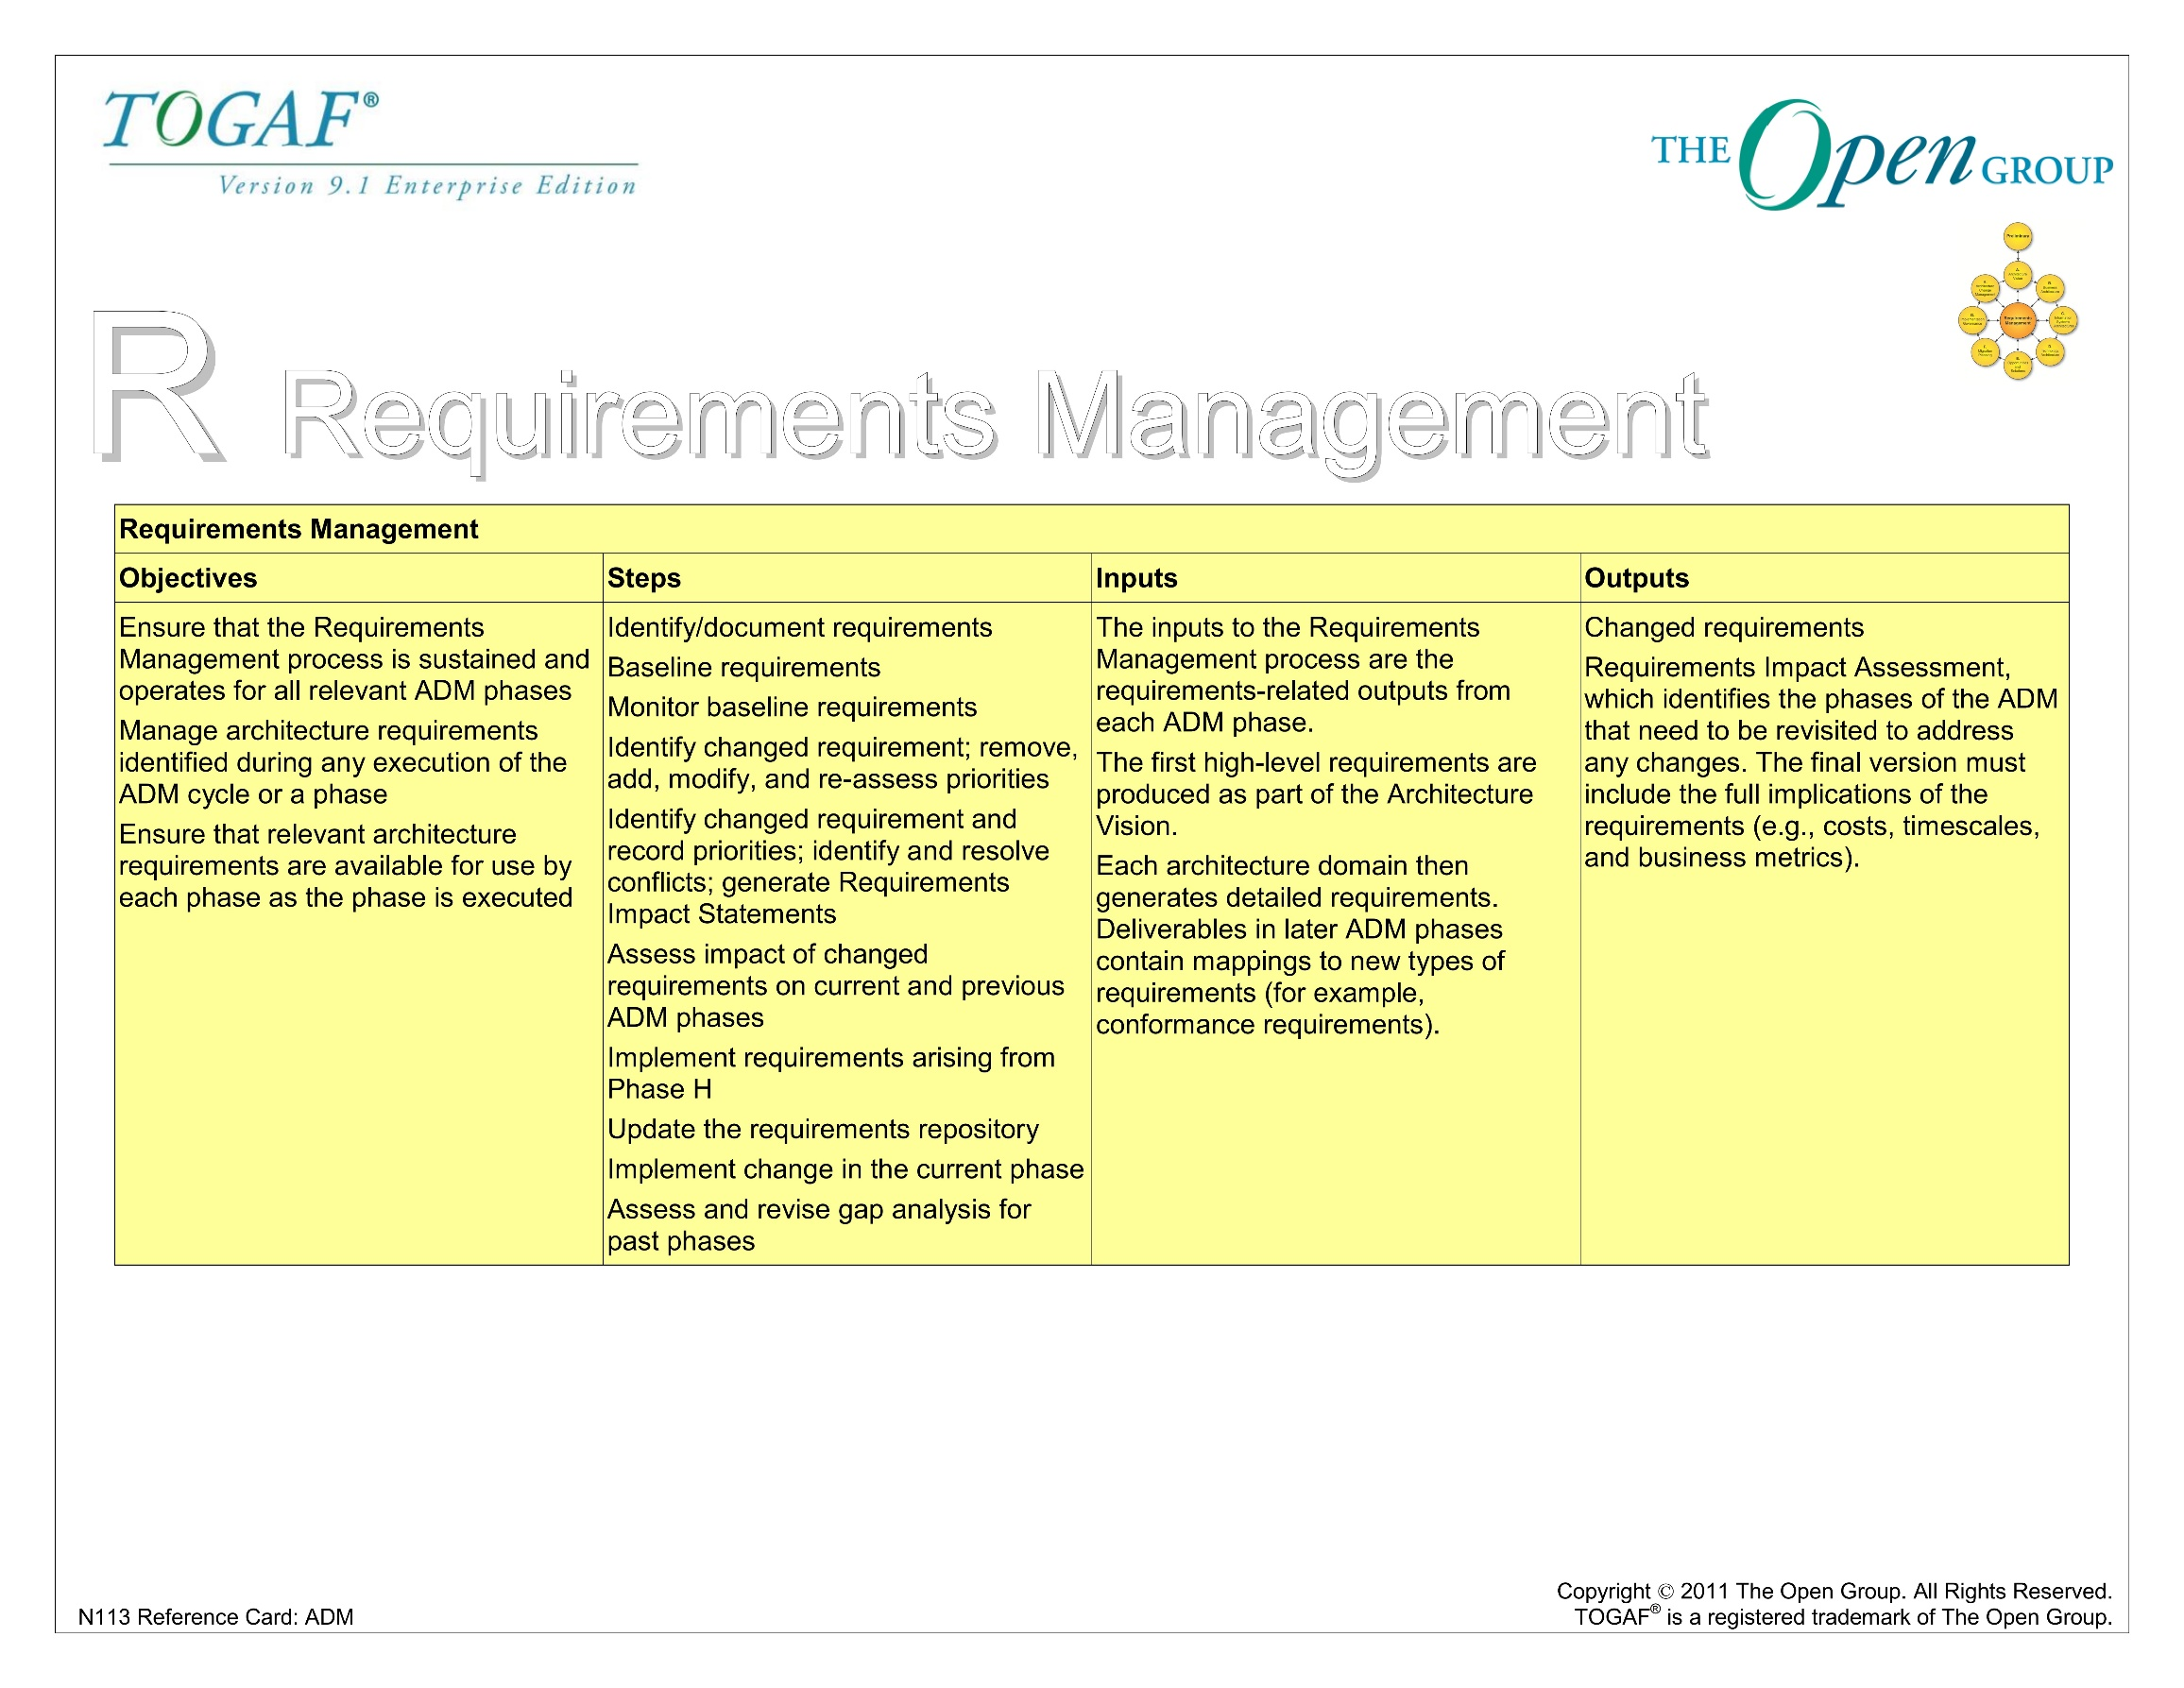 TOGAF®
Version 9.1 Enterprise Edition
THE Open GROUP
Requirements
Management
R Requirements Management
Requirements Management
Objectives
Steps
Inputs
Outputs
Ensure that the Requirements
Management process is sustained and
operates for all relevant ADM phases
Manage architecture requirements
identified during any execution of the
ADM cycle or a phase
Ensure that relevant architecture
requirements are available for use by
each phase as the phase is executed
Identify/document requirements
Baseline requirements
Monitor baseline requirements
Identify changed requirement; remove,
add, modify, and re-assess priorities
Identify changed requirement and
record priorities; identify and resolve
conflicts; generate Requirements
Impact Statements
Assess impact of changed
requirements on current and previous
ADM phases
Implement requirements arising from
Phase H
Update the requirements repository
Implement change in the current phase
Assess and revise gap analysis for
past phases
The inputs to the Requirements
Management process are the
requirements-related outputs from
each ADM phase.
The first high-level requirements are
produced as part of the Architecture
Vision.
Each architecture domain then
generates detailed requirements.
Deliverables in later ADM phases
contain mappings to new types of
requirements (for example,
conformance requirements).
Changed requirements
Requirements Impact Assessment,
which identifies the phases of the ADM
that need to be revisited to address
any changes. The final version must
include the full implications of the
requirements (e.g., costs, timescales,
and business metrics).
N113 Reference Card: ADM
Copyright © 2011 The Open Group. All Rights Reserved.
TOGAF® is a registered trademark of The Open Group.